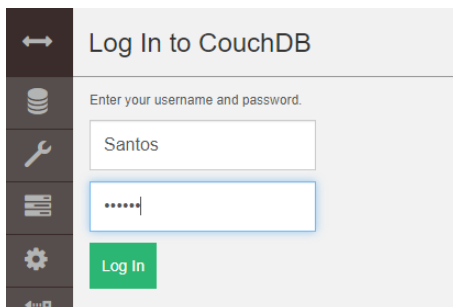 Log In to CouchDB
Enter your username and password.
Santos
••••••
Log In